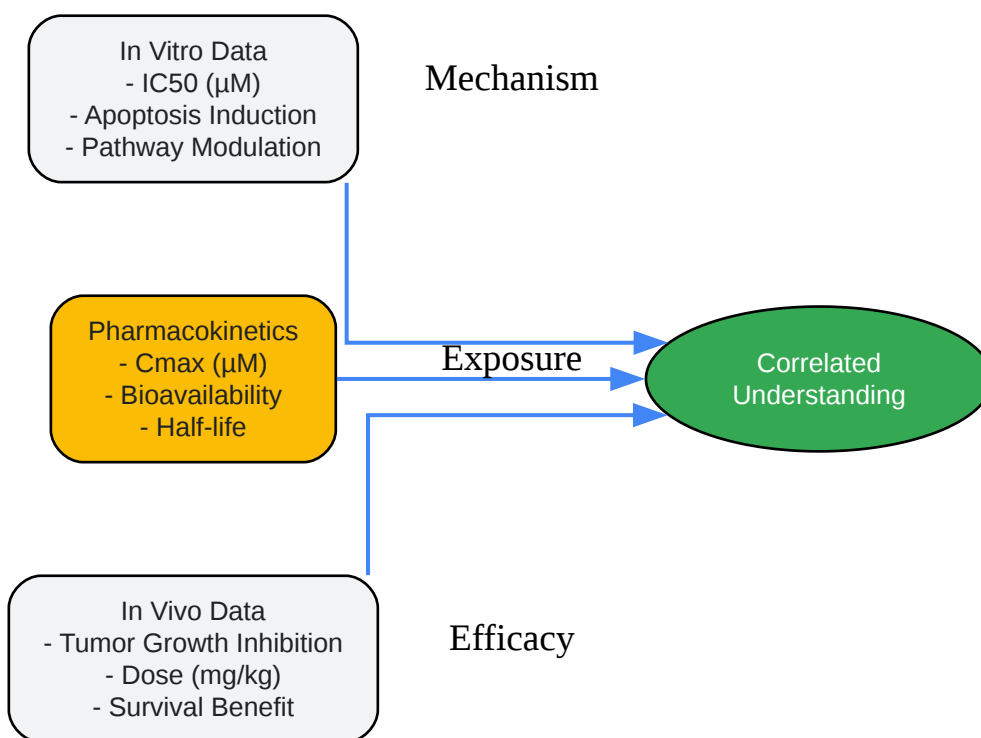 In Vitro Data
- IC50 (µM)
- Apoptosis Induction
- Pathway Modulation
Mechanism
Pharmacokinetics
- Cmax (µM)
- Bioavailability
- Half-life
Exposure
Correlated
Understanding
In Vivo Data
- Tumor Growth Inhibition
- Dose (mg/kg)
- Survival Benefit
Efficacy